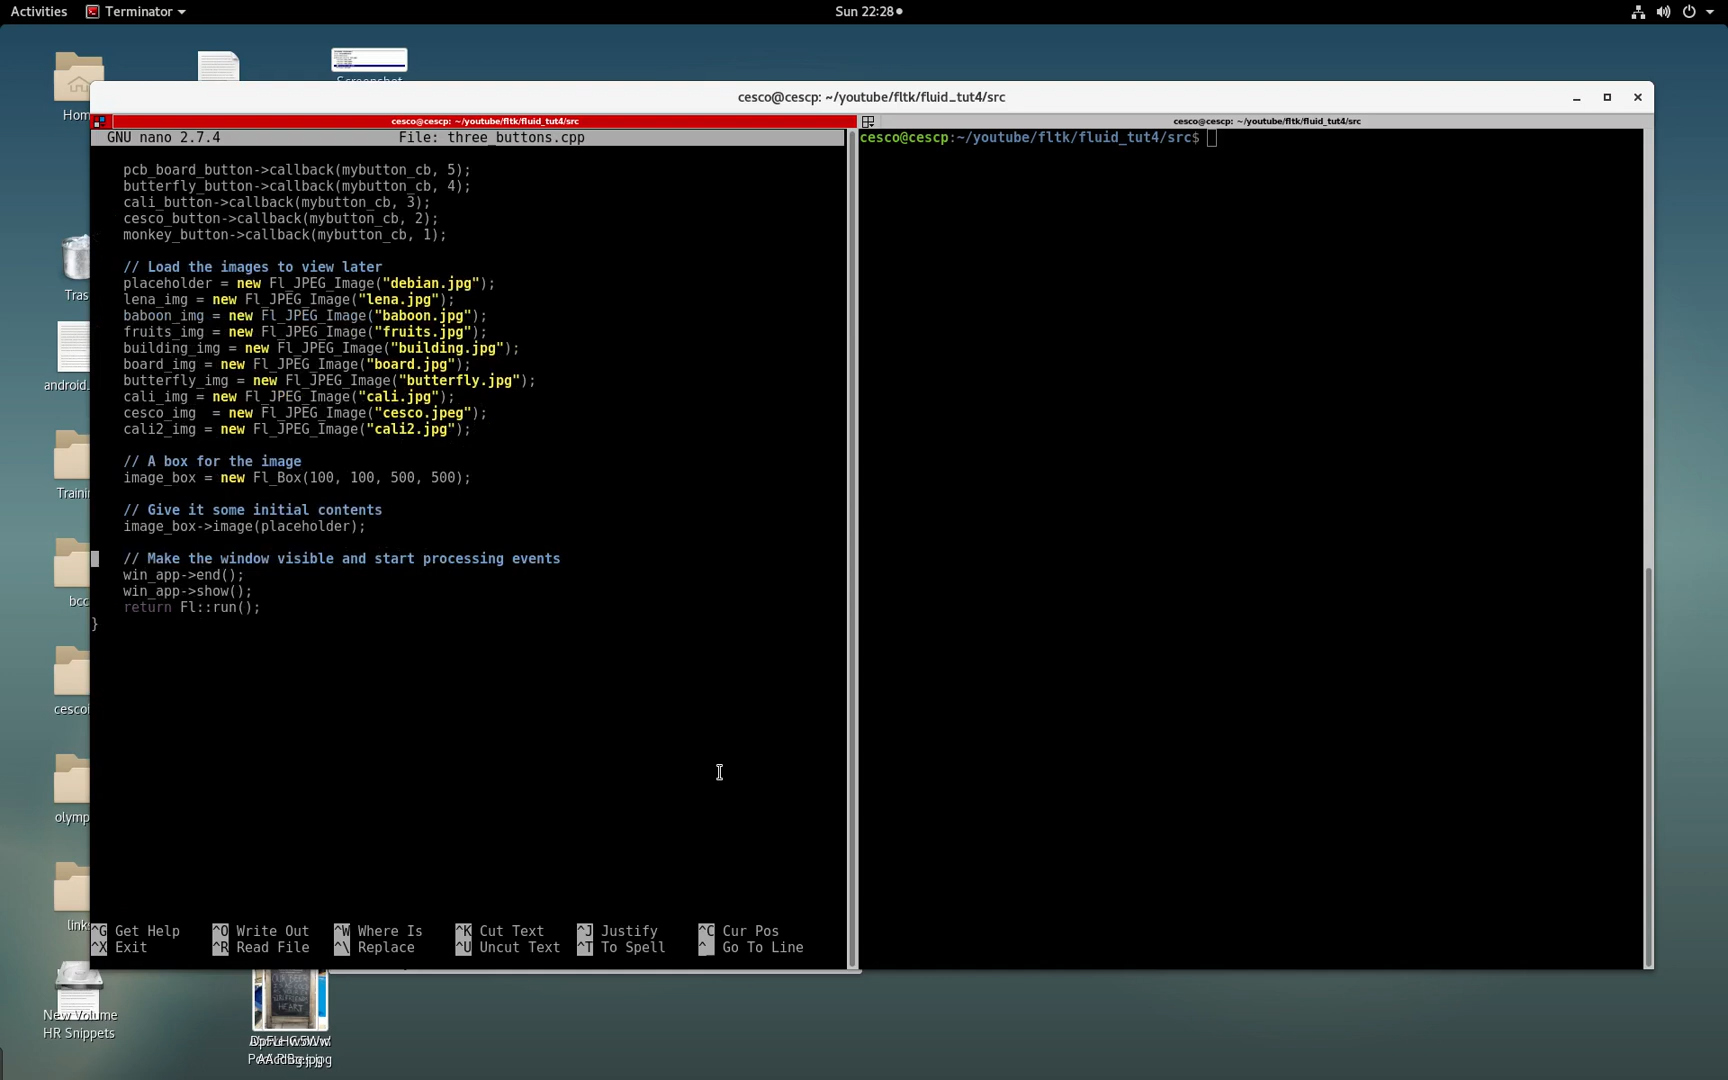 Activities Terminator Sun 22:28
Screenshot
Hom
cesco@cescp: ~/youtube/fltk/fluid_tut4/src
cesco@cescp: ~/youtube/fltk/fluid_tut4/src
cesco@cescp: ~/youtube/fltk/fluid_tut4/src
GNU nano 2.7.4 File: three_buttons.cpp
cesco@cescp:~/youtube/fltk/fluid_tut4/src$
pcb_board_button->callback(mybutton_cb, 5);
butterfly_button->callback(mybutton_cb, 4);
cali_button->callback(mybutton_cb, 3);
cesco_button->callback(mybutton_cb, 2);
monkey_button->callback(mybutton_cb, 1);
// Load the images to view later
placeholder = new Fl_JPEG_Image("debian.jpg");
lena_img = new Fl_JPEG_Image("lena.jpg");
baboon_img = new Fl_JPEG_Image("baboon.jpg");
fruits_img = new Fl_JPEG_Image("fruits.jpg");
building_img = new Fl_JPEG_Image("building.jpg");
board_img = new Fl_JPEG_Image("board.jpg");
butterfly_img = new Fl_JPEG_Image("butterfly.jpg");
cali_img = new Fl_JPEG_Image("cali.jpg");
cesco_img  = new Fl_JPEG_Image("cesco.jpeg");
cali2_img = new Fl_JPEG_Image("cali2.jpg");
// A box for the image
image_box = new Fl_Box(100, 100, 500, 500);
// Give it some initial contents
image_box->image(placeholder);
// Make the window visible and start processing events
win_app->end();
win_app->show();
return Fl::run();
}
^G Get Help ^O Write Out ^W Where Is ^K Cut Text ^J Justify ^C Cur Pos
^X Exit ^R Read File ^\ Replace ^U Uncut Text ^T To Spell ^_ Go To Line
Tras
android.
Trainin
bcc
cescoi
olymp
link
New Volume
HR Snippets